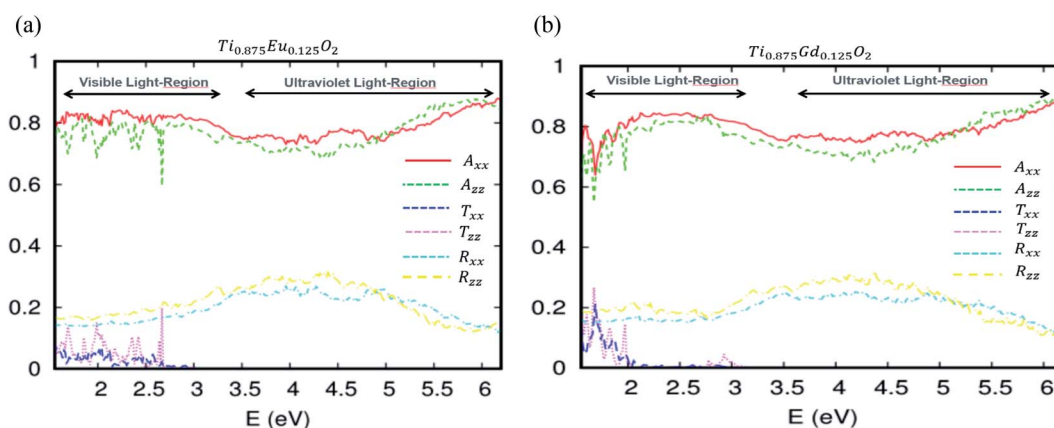 (a)
Ti0.875Eu0.125O2
1
Visible Light-Region
Ultraviolet Light-Region
0.8
0.6
0.4
0.2
0
Axx
Azz
Txx
Tzz
Rxx
Rzz
2 2.5 3 3.5 4 4.5 5 5.5 6
E (eV)
(b)
Ti0.875Gd0.125O2
1
Visible Light-Region
Ultraviolet Light-Region
0.8
0.6
0.4
0.2
0
Axx
Azz
Txx
Tzz
Rxx
Rzz
2 2.5 3 3.5 4 4.5 5 5.5 6
E (eV)